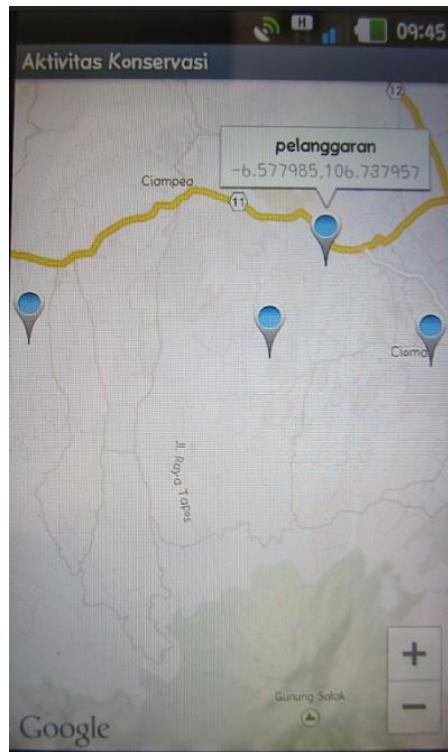 H
09:45
Aktivitas Konservasi
12
pelanggaran
-6.577985,106.737957
Ciampea
11
Cioma
Jl. Raya Tapos
+
Gunung Salak
−
Google